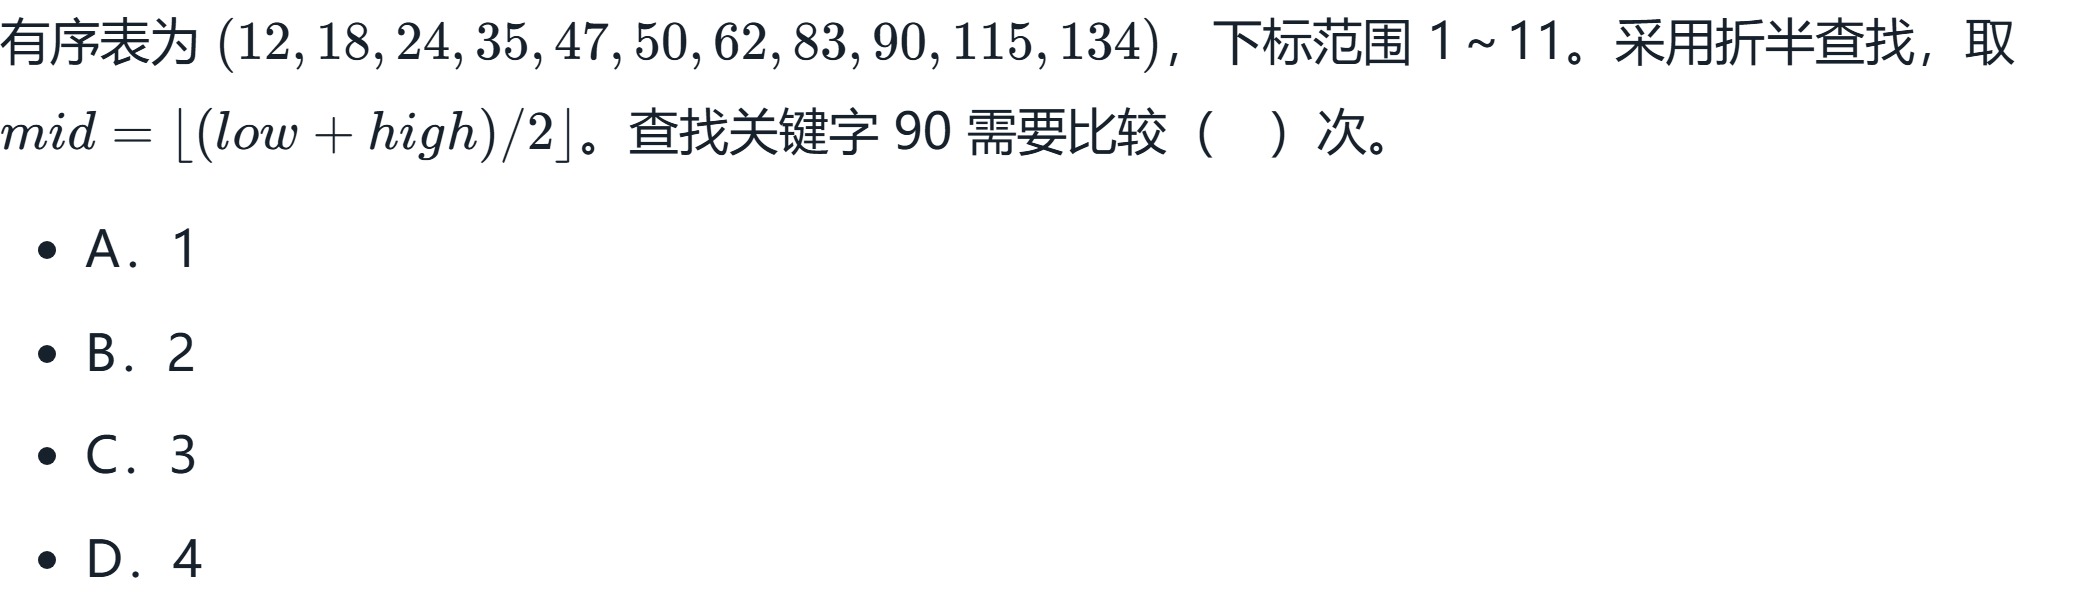 有序表为 (12, 18, 24, 35, 47, 50, 62, 83, 90, 115, 134)，下标范围 1 ~ 11。采用折半查找，取
mid = ⌊(low + high)/2⌋。查找关键字 90 需要比较（　）次。
• A. 1
• B. 2
• C. 3
• D. 4